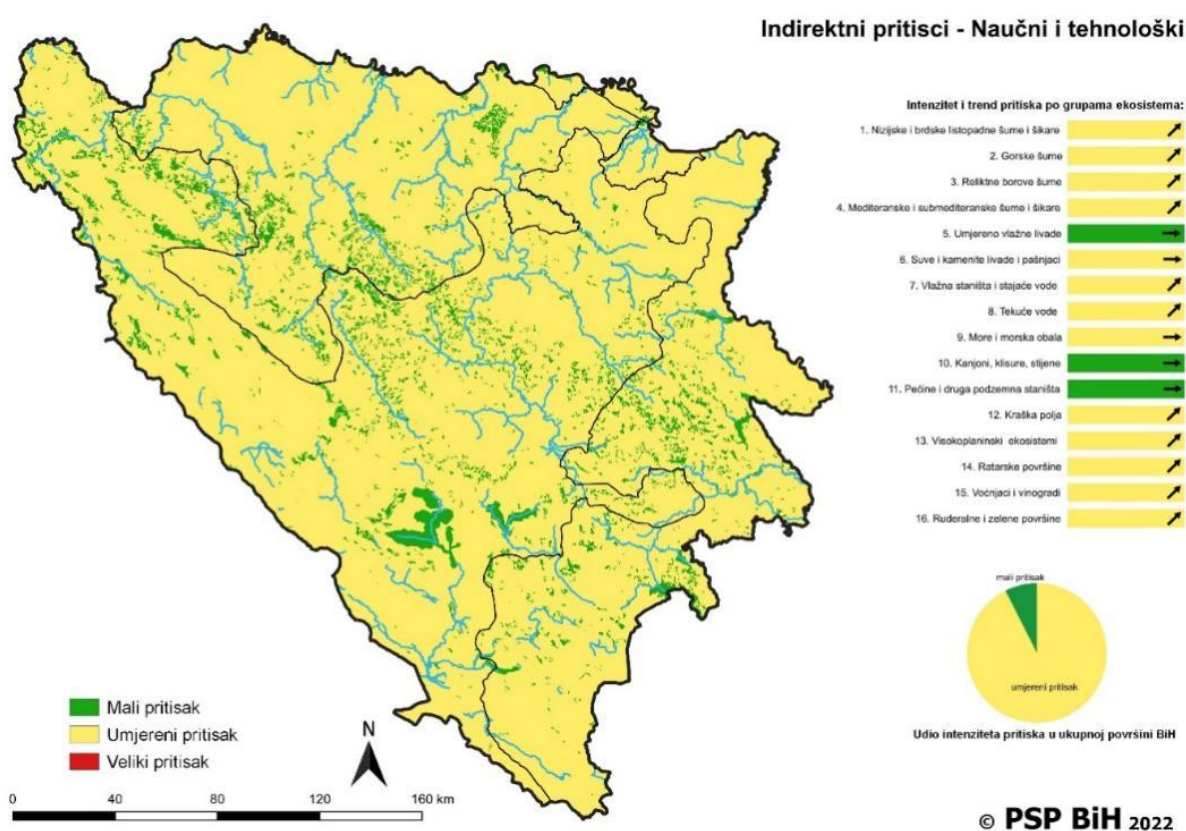 Indirektni pritisci - Naučni i tehnološki
Intenzitet i trend pritiska po grupama ekosistema:
1. Nizijske i brdske listopadne šume i šikare
2. Gorske šume
3. Reliktne borove šume
4. Mediteranske i submediteranske šume i šikare
5. Umjereno vlažne livade
6. Suve i kamenite livade i pašnjaci
7. Vlažna staništa i stajaće vode
8. Tekuće vode
9. More i morska obala
10. Kanjoni, klisure, stijene
11. Pećine i druga podzemna staništa
12. Kraška polja
13. Visokoplaninski ekosistemi
14. Ratarske površine
15. Voćnjaci i vinogradi
16. Ruderalne i zelene površine
mali pritisak
umjereni pritisak
Udio intenziteta pritiska u ukupnoj površini BiH
Mali pritisak
Umjereni pritisak
Veliki pritisak
N
0 40 80 120 160 km
© PSP BiH 2022